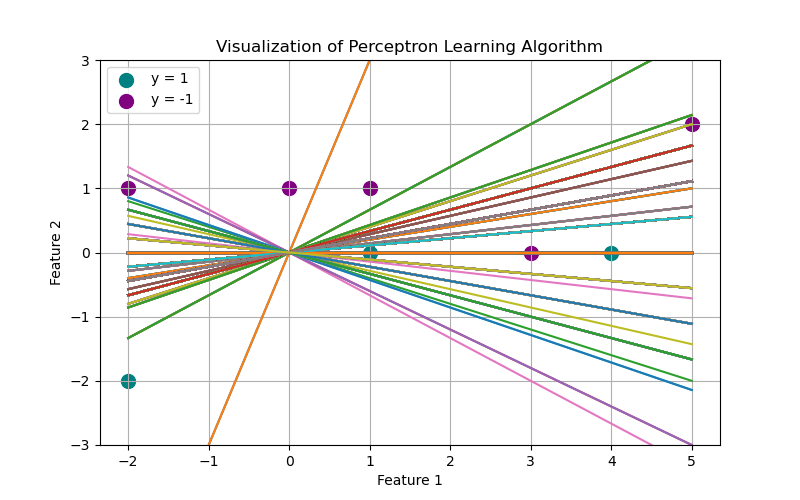 Visualization of Perceptron Learning Algorithm
y = 1
y = -1
3
2
1
0
−1
−2
−3
Feature 2
−2 −1 0 1 2 3 4 5
Feature 1